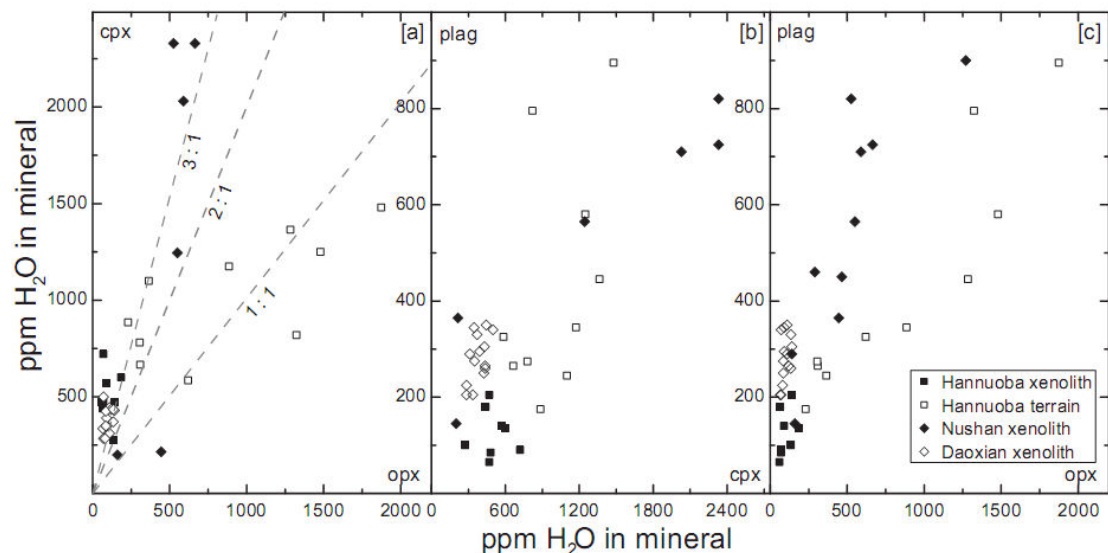 cpx [a]
plag [b]
plag [c]
ppm H2O in mineral
2000
1500
1000
500
3 : 1
2 : 1
1 : 1
800
600
400
200
800
600
400
200
Hannuoba xenolith
Hannuoba terrain
Nushan xenolith
Daoxian xenolith
opx
cpx
opx
0 500 1000 1500 2000
0 600 1200 1800 2400
0 500 1000 1500 2000
ppm H2O in mineral